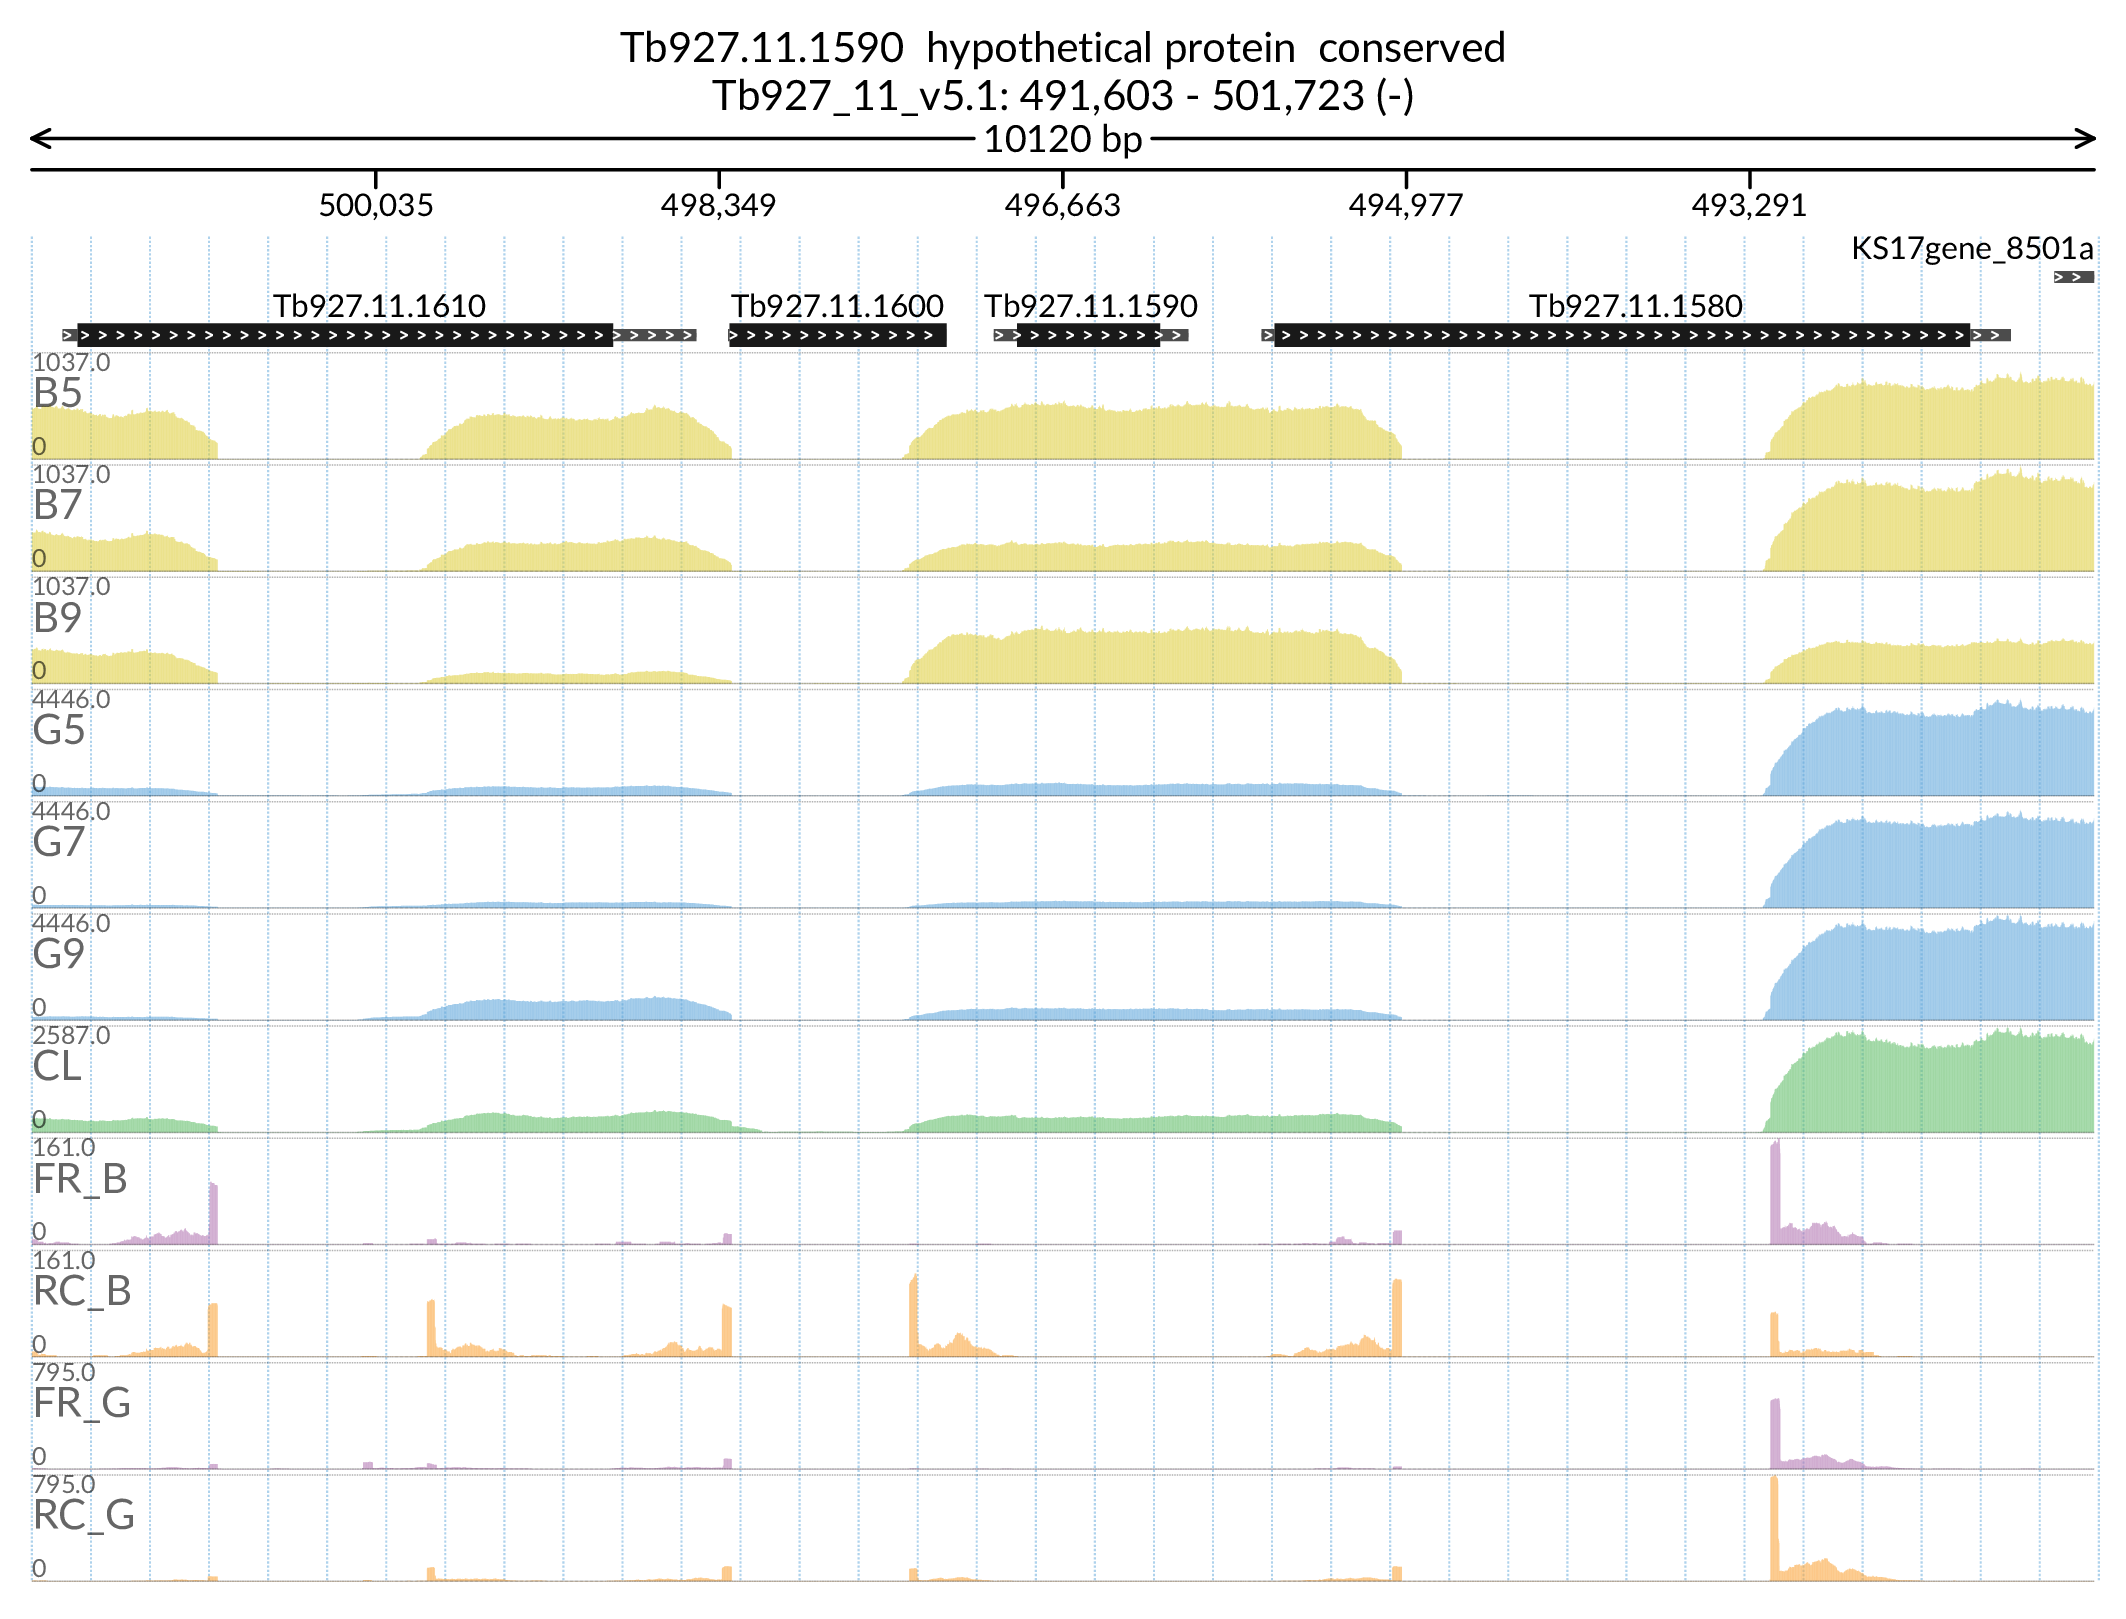 Tb927.11.1590  hypothetical protein  conserved
Tb927_11_v5.1: 491,603 - 501,723 (-)
10120 bp
500,035 498,349 496,663 494,977 493,291
KS17gene_8501a
Tb927.11.1610 Tb927.11.1600 Tb927.11.1590 Tb927.11.1580
1037.0
B5
0
1037.0
B7
0
1037.0
B9
0
4446.0
G5
0
4446.0
G7
0
4446.0
G9
0
2587.0
CL
0
161.0
FR_B
0
161.0
RC_B
0
795.0
FR_G
0
795.0
RC_G
0